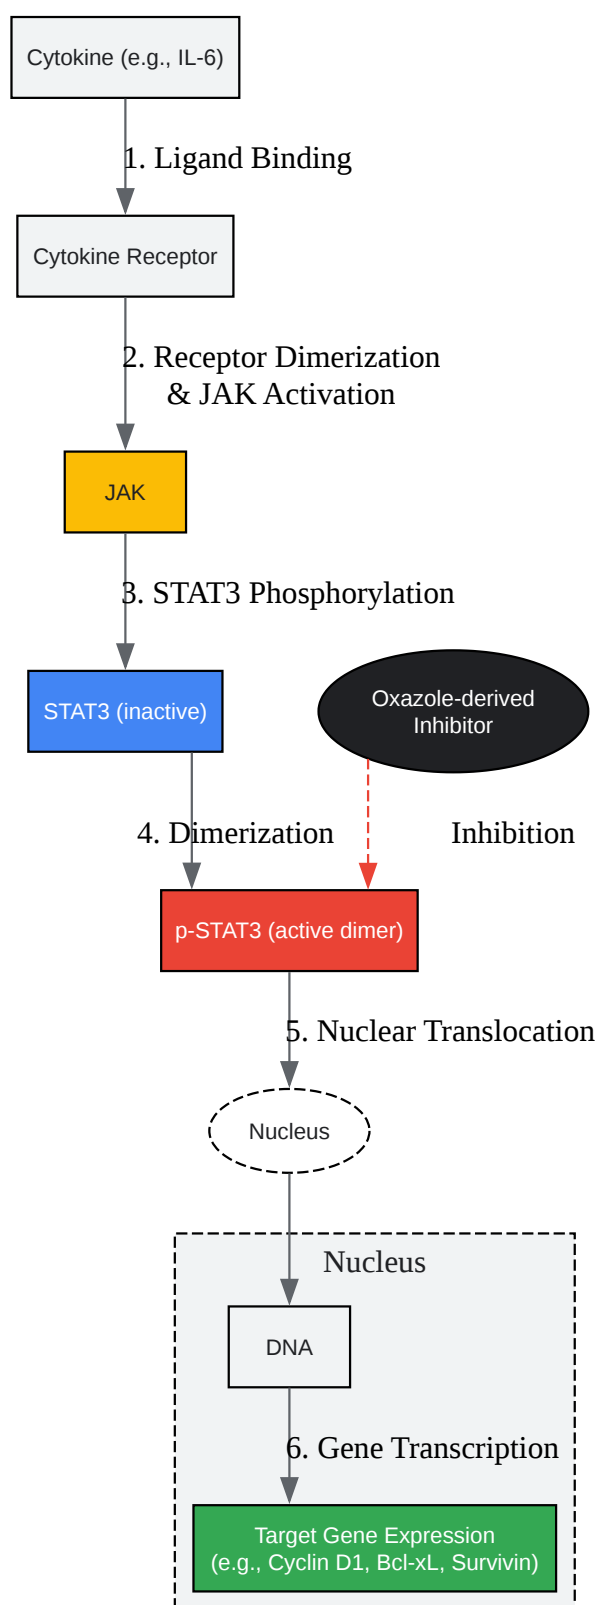 Cytokine (e.g., IL-6)
1. Ligand Binding
Cytokine Receptor
2. Receptor Dimerization
& JAK Activation
JAK
3. STAT3 Phosphorylation
STAT3 (inactive)
Oxazole-derived
Inhibitor
4. Dimerization
Inhibition
p-STAT3 (active dimer)
5. Nuclear Translocation
Nucleus
Nucleus
DNA
6. Gene Transcription
Target Gene Expression
(e.g., Cyclin D1, Bcl-xL, Survivin)